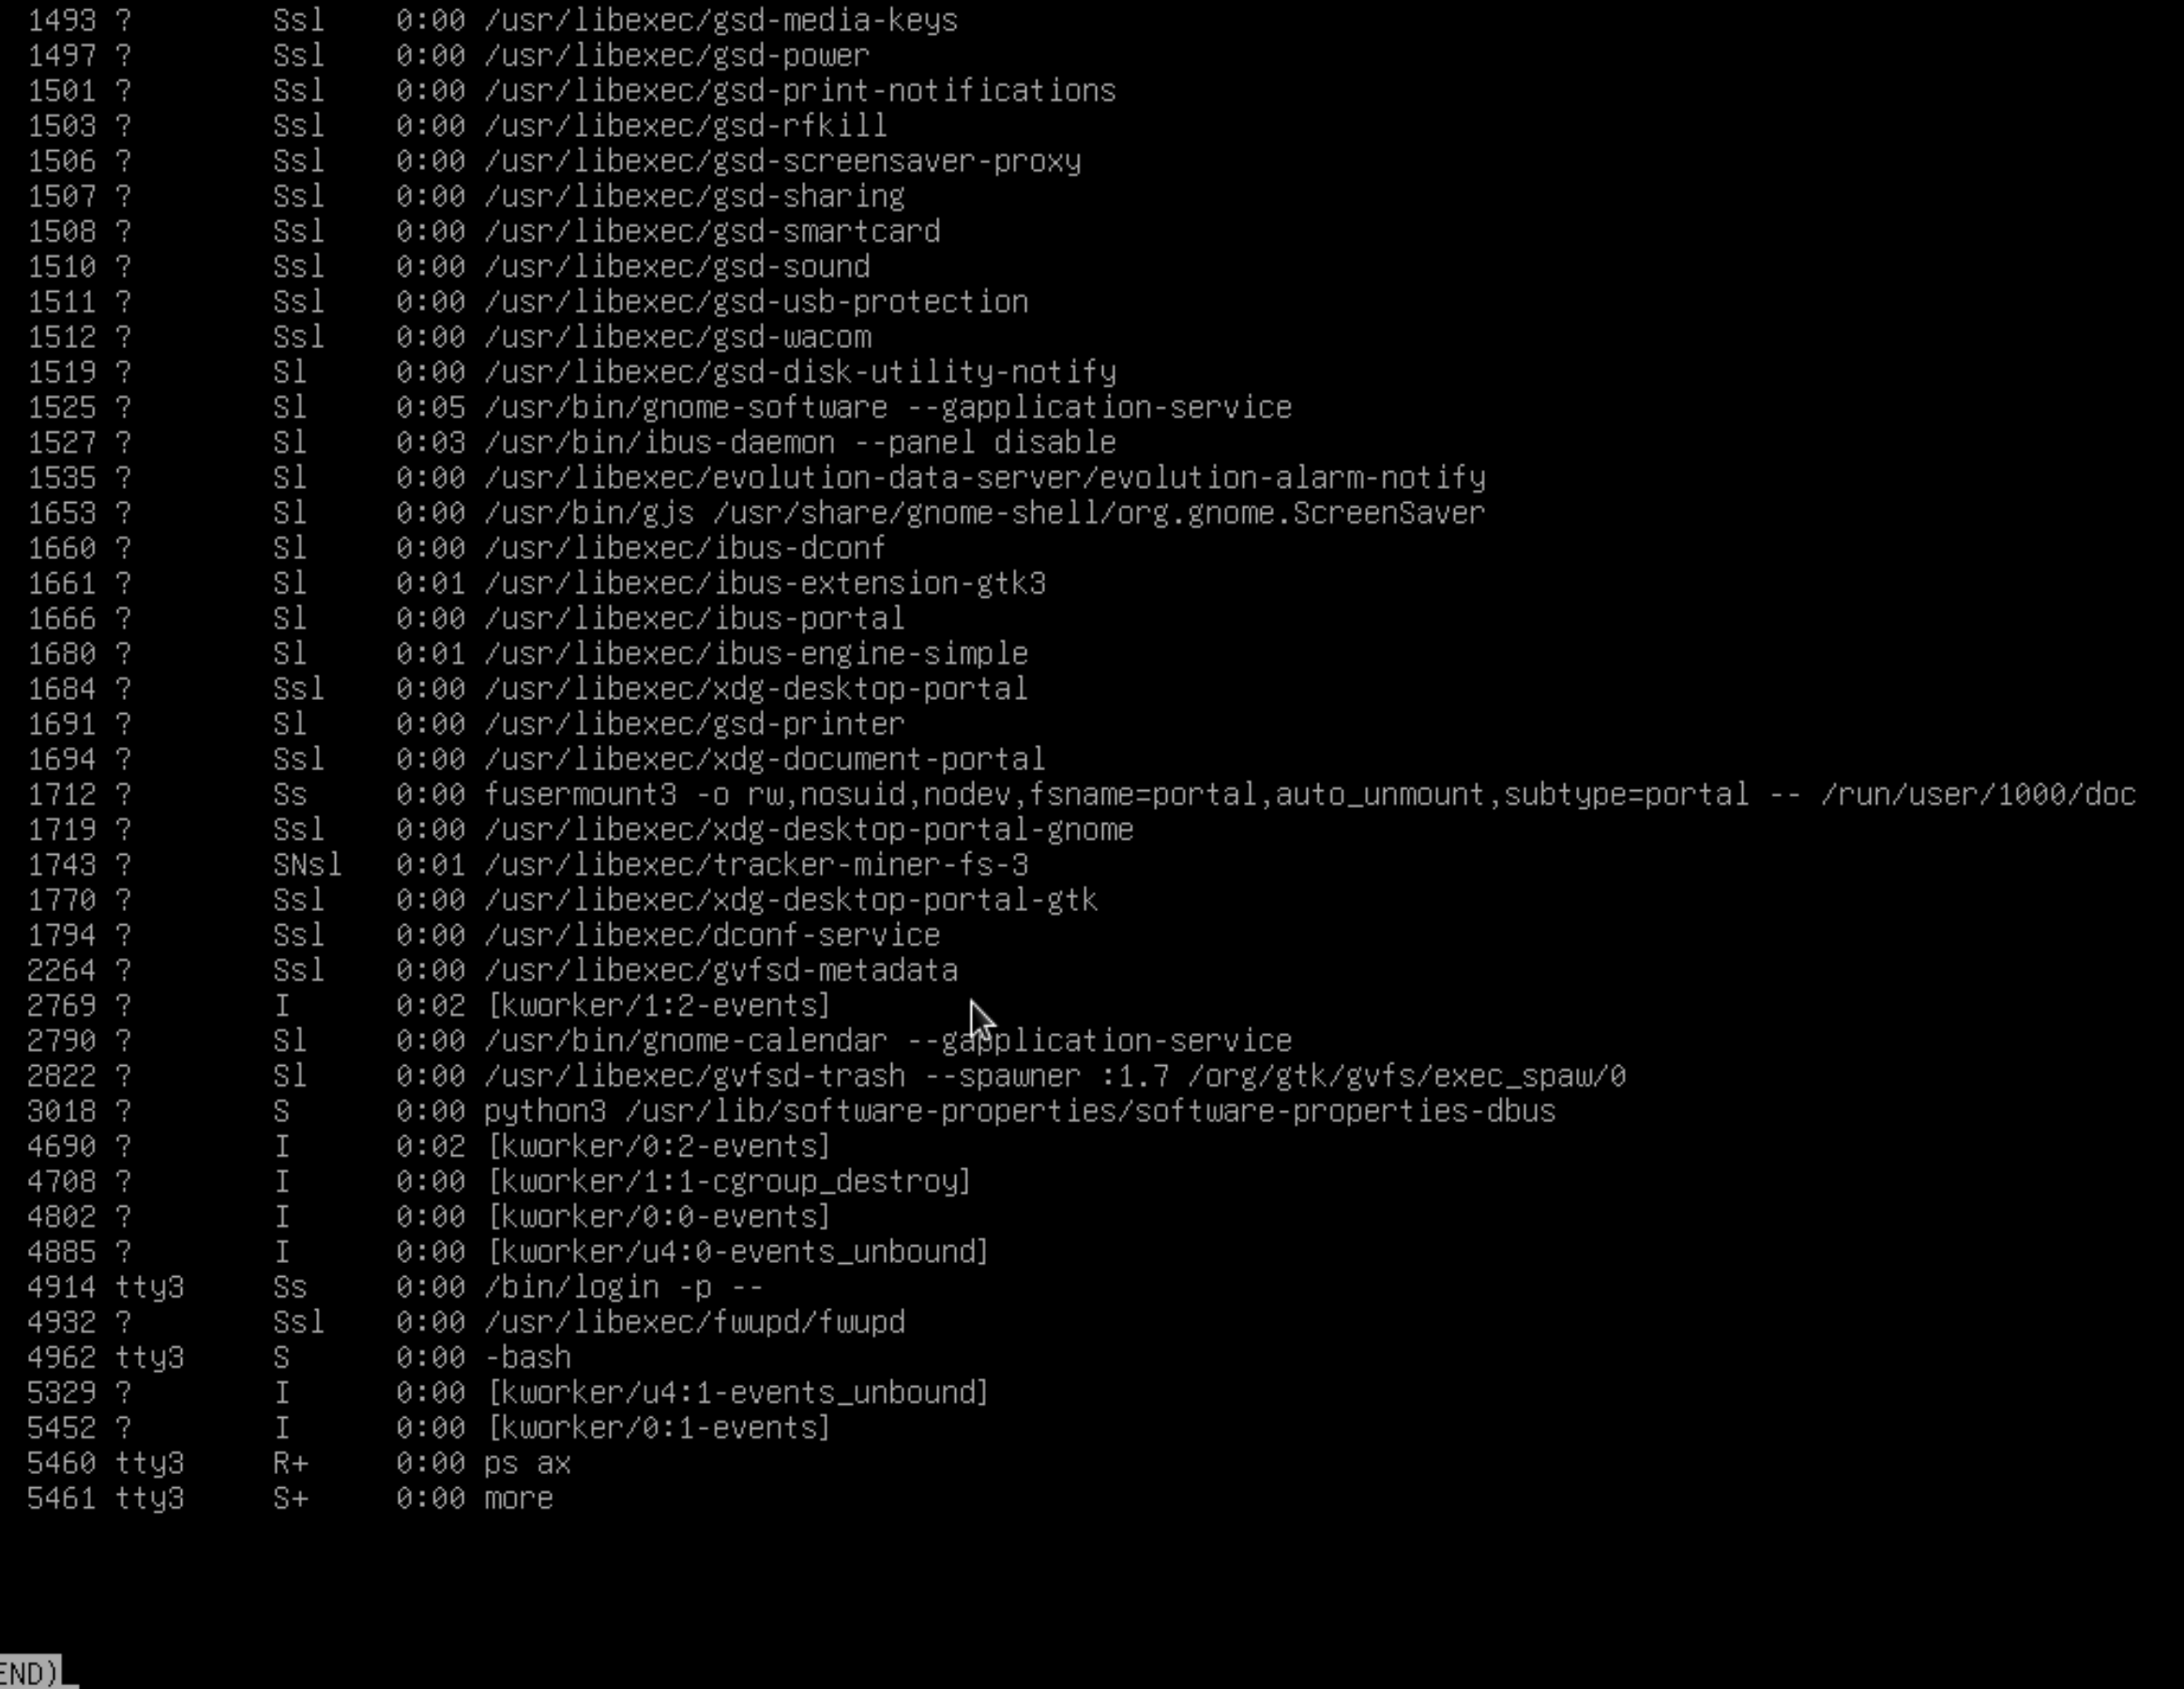 1493 ? Ssl 0:00 /usr/libexec/gsd-media-keys
1497 ? Ssl 0:00 /usr/libexec/gsd-power
1501 ? Ssl 0:00 /usr/libexec/gsd-print-notifications
1503 ? Ssl 0:00 /usr/libexec/gsd-rfkill
1506 ? Ssl 0:00 /usr/libexec/gsd-screensaver-proxy
1507 ? Ssl 0:00 /usr/libexec/gsd-sharing
1508 ? Ssl 0:00 /usr/libexec/gsd-smartcard
1510 ? Ssl 0:00 /usr/libexec/gsd-sound
1511 ? Ssl 0:00 /usr/libexec/gsd-usb-protection
1512 ? Ssl 0:00 /usr/libexec/gsd-wacom
1519 ? Sl 0:00 /usr/libexec/gsd-disk-utility-notify
1525 ? Sl 0:05 /usr/bin/gnome-software --gapplication-service
1527 ? Sl 0:03 /usr/bin/ibus-daemon --panel disable
1535 ? Sl 0:00 /usr/libexec/evolution-data-server/evolution-alarm-notify
1653 ? Sl 0:00 /usr/bin/gjs /usr/share/gnome-shell/org.gnome.ScreenSaver
1660 ? Sl 0:00 /usr/libexec/ibus-dconf
1661 ? Sl 0:01 /usr/libexec/ibus-extension-gtk3
1666 ? Sl 0:00 /usr/libexec/ibus-portal
1680 ? Sl 0:01 /usr/libexec/ibus-engine-simple
1684 ? Ssl 0:00 /usr/libexec/xdg-desktop-portal
1691 ? Sl 0:00 /usr/libexec/gsd-printer
1694 ? Ssl 0:00 /usr/libexec/xdg-document-portal
1712 ? Ss 0:00 fusermount3 -o rw,nosuid,nodev,fsname=portal,auto_unmount,subtype=portal -- /run/user/1000/doc
1719 ? Ssl 0:00 /usr/libexec/xdg-desktop-portal-gnome
1743 ? SNsl 0:01 /usr/libexec/tracker-miner-fs-3
1770 ? Ssl 0:00 /usr/libexec/xdg-desktop-portal-gtk
1794 ? Ssl 0:00 /usr/libexec/dconf-service
2264 ? Ssl 0:00 /usr/libexec/gvfsd-metadata
2769 ? I 0:02 [kworker/1:2-events]
2790 ? Sl 0:00 /usr/bin/gnome-calendar --gapplication-service
2822 ? Sl 0:00 /usr/libexec/gvfsd-trash --spawner :1.7 /org/gtk/gvfs/exec_spaw/0
3018 ? S 0:00 python3 /usr/lib/software-properties/software-properties-dbus
4690 ? I 0:02 [kworker/0:2-events]
4708 ? I 0:00 [kworker/1:1-cgroup_destroy]
4802 ? I 0:00 [kworker/0:0-events]
4885 ? I 0:00 [kworker/u4:0-events_unbound]
4914 tty3 Ss 0:00 /bin/login -p --
4932 ? Ssl 0:00 /usr/libexec/fwupd/fwupd
4962 tty3 S 0:00 -bash
5329 ? I 0:00 [kworker/u4:1-events_unbound]
5452 ? I 0:00 [kworker/0:1-events]
5460 tty3 R+ 0:00 ps ax
5461 tty3 S+ 0:00 more
END)